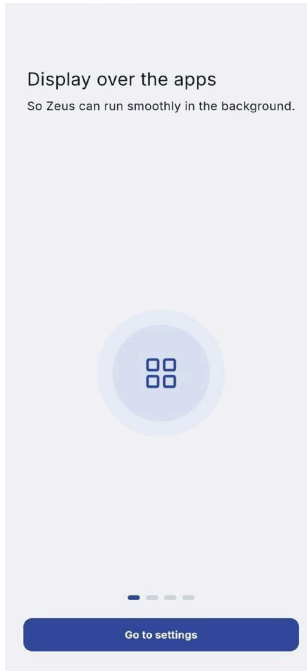 Display over the apps
So Zeus can run smoothly in the background.
Go to settings